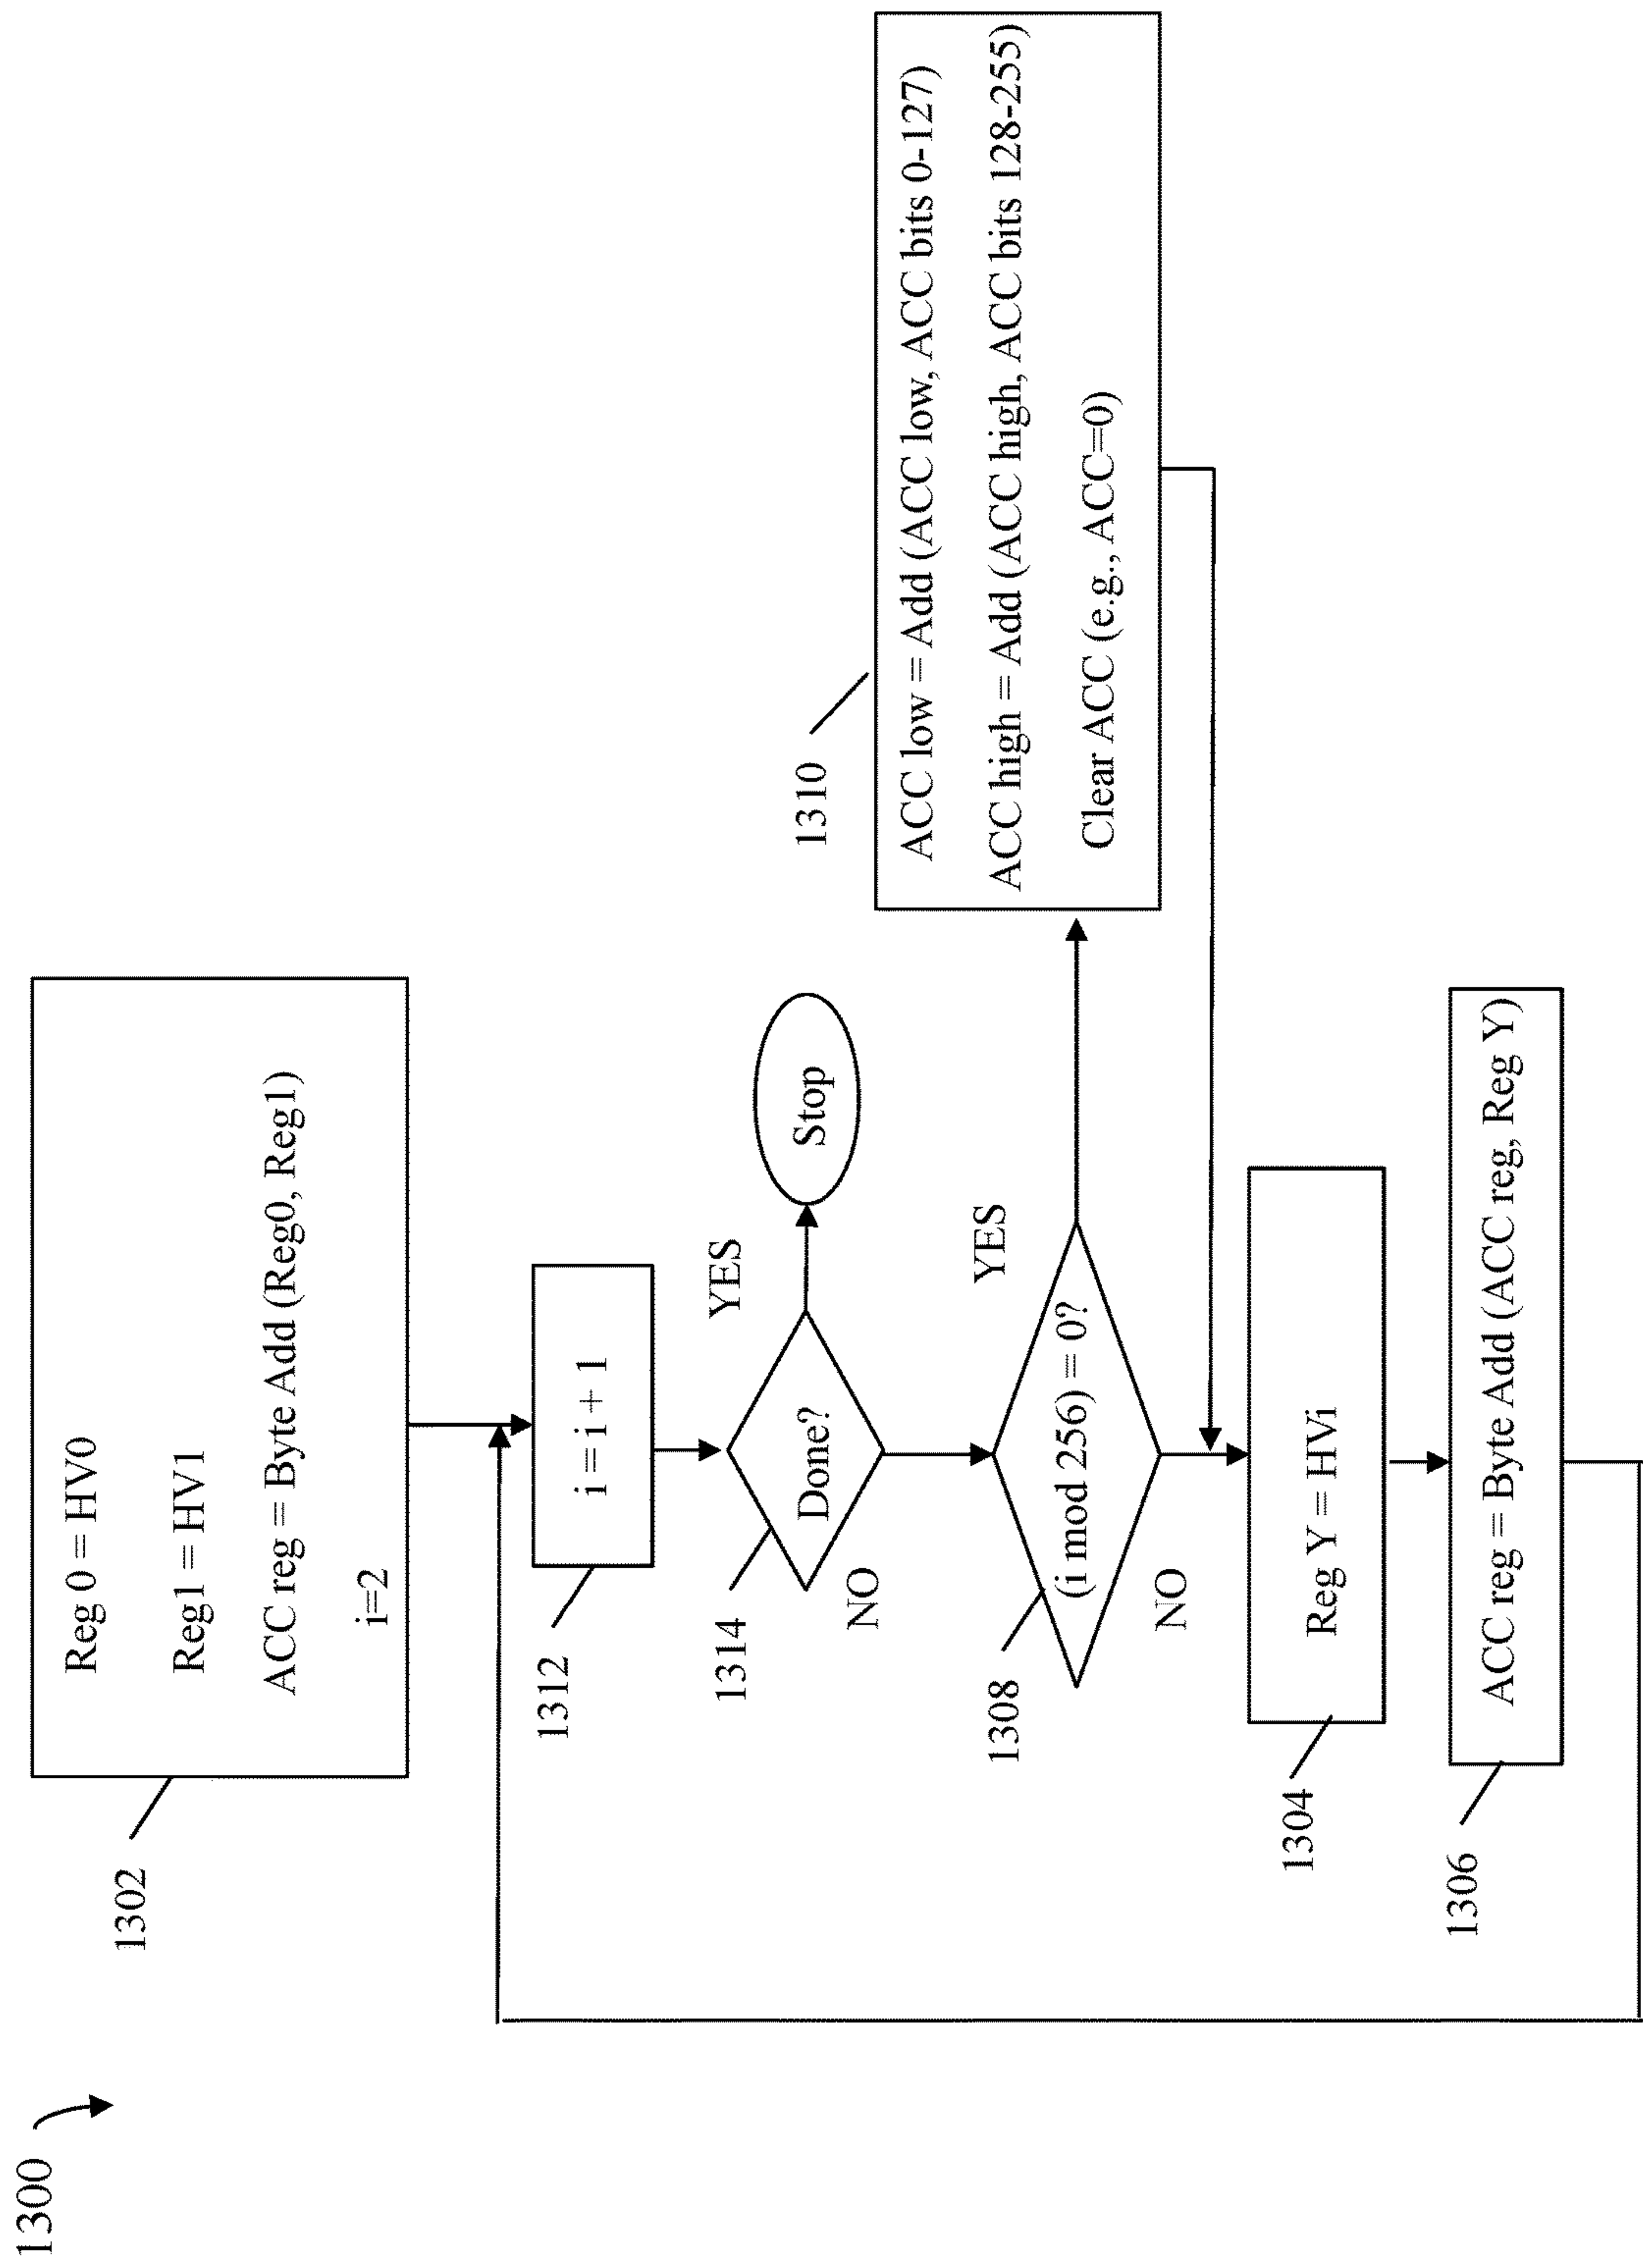 1300
1302
Reg 0 = HV0
Reg1 = HV1
ACC reg = Byte Add (Reg0, Reg1)
i=2
1312
i = i + 1
1314
Done?
YES
Stop
NO
1308
(i mod 256) = 0?
YES
NO
1310
ACC low = Add (ACC low, ACC bits 0-127)
ACC high = Add (ACC high, ACC bits 128-255)
Clear ACC (e.g., ACC=0)
1304
Reg Y = HVi
1306
ACC reg = Byte Add (ACC reg, Reg Y)